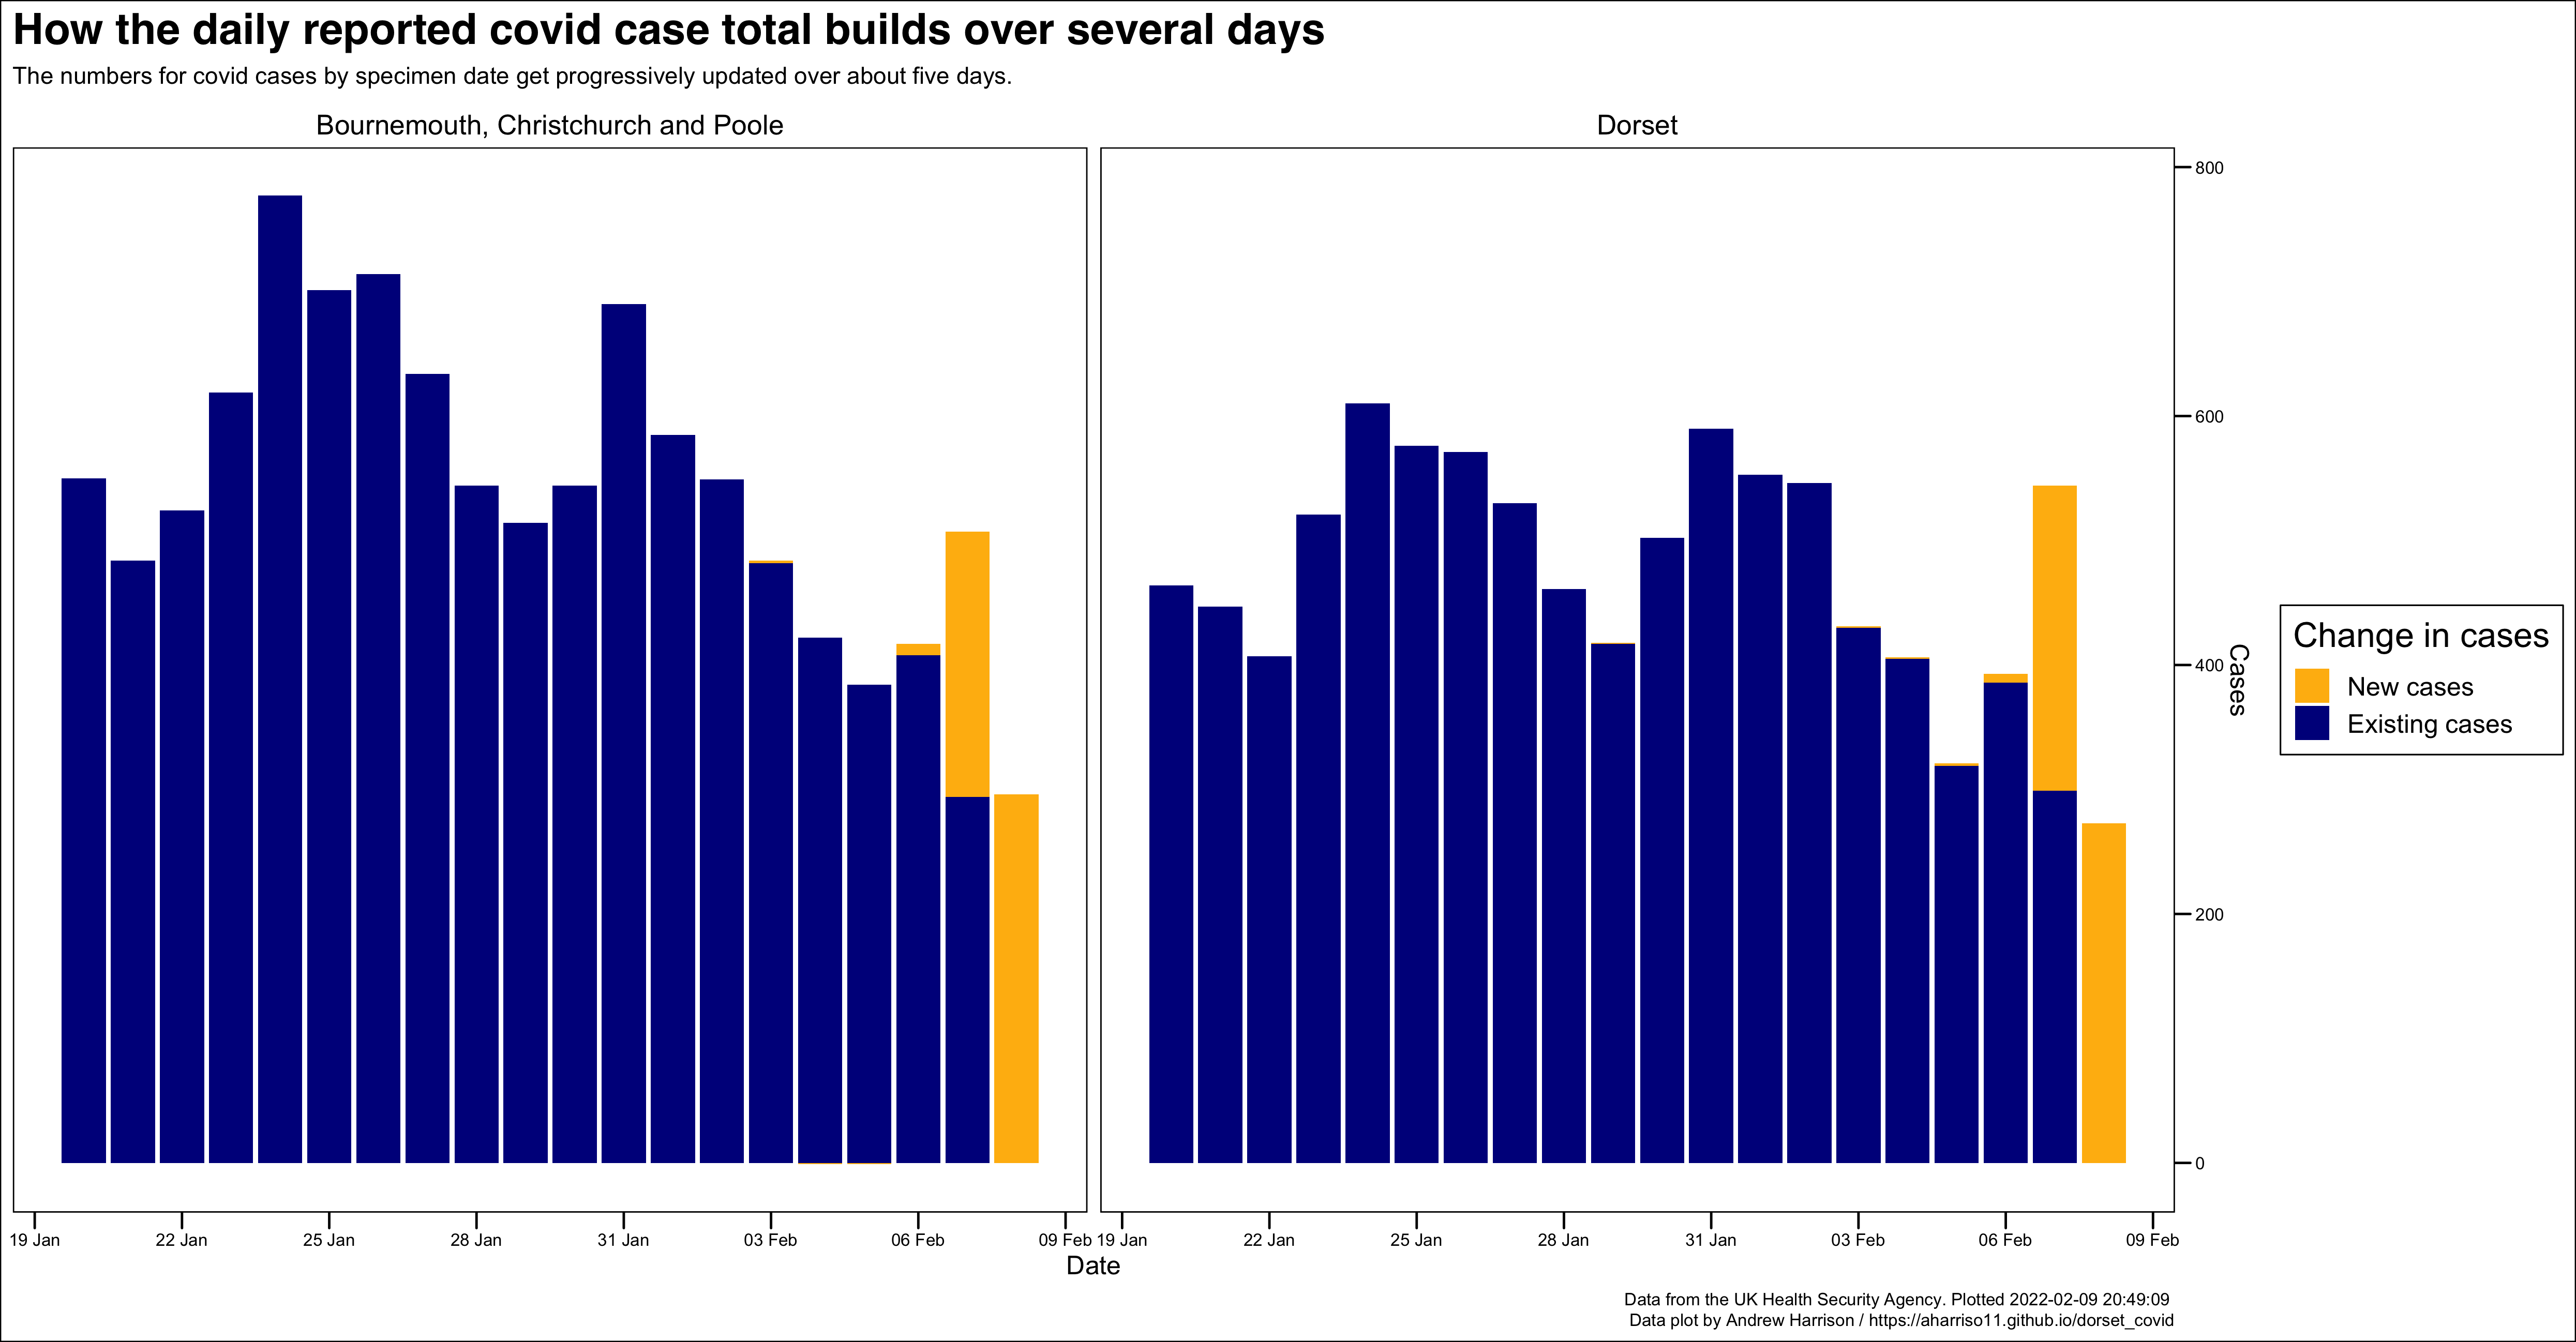 How the daily reported covid case total builds over several days
The numbers for covid cases by specimen date get progressively updated over about five days.
Bournemouth, Christchurch and Poole
Dorset
800
600
400
200
0
Cases
Change in cases
New cases
Existing cases
19 Jan 22 Jan 25 Jan 28 Jan 31 Jan 03 Feb 06 Feb 09 Feb 19 Jan 22 Jan 25 Jan 28 Jan 31 Jan 03 Feb 06 Feb 09 Feb
Date
Data from the UK Health Security Agency. Plotted 2022-02-09 20:49:09
Data plot by Andrew Harrison / https://aharriso11.github.io/dorset_covid